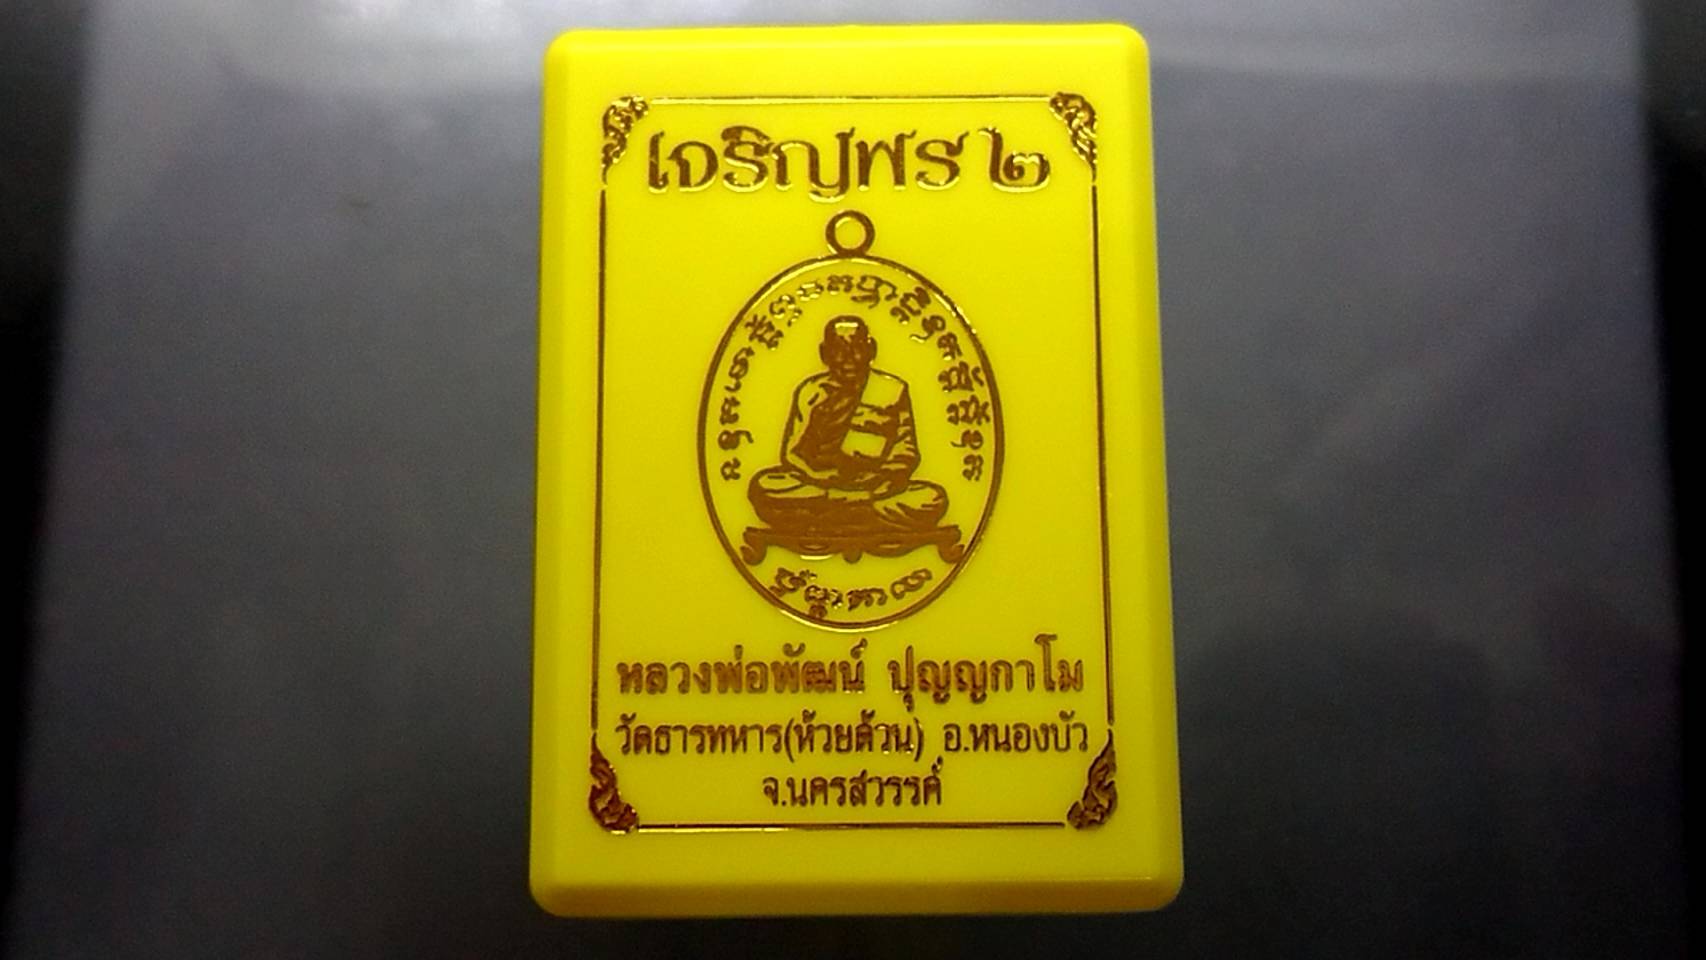 เจริญพร ๒
หลวงพ่อพัฒน์ ปุญญกาโม
วัดธารทหาร(ห้วยด้วน) อ.หนองบัว
จ.นครสวรรค์